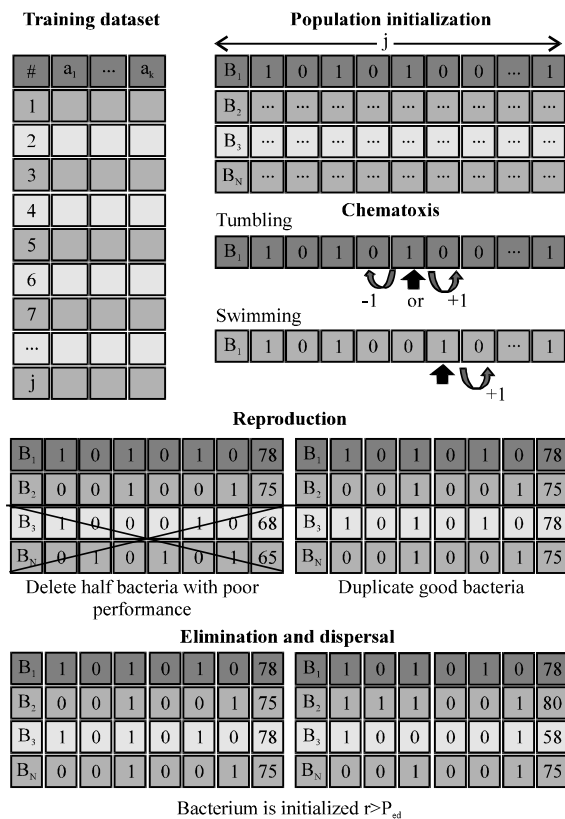 Training dataset
# a1 ... ak
1
2
3
4
5
6
7
...
j
Population initialization
j
B1 1 0 1 0 1 0 0 ... 1
B2 ... ... ... ... ... ... ... ... ...
B3 ... ... ... ... ... ... ... ... ...
BN ... ... ... ... ... ... ... ... ...
Chematoxis
Tumbling
B1 1 0 1 0 1 0 0 ... 1
-1 or +1
Swimming
B1 1 0 1 0 0 1 0 ... 1
+1
Reproduction
B1 1 0 1 0 1 0 78
B2 0 0 1 0 0 1 75
B3 1 0 0 0 1 0 68
BN 0 1 0 1 0 1 65
Delete half bacteria with poor
performance
B1 1 0 1 0 1 0 78
B2 0 0 1 0 0 1 75
B3 1 0 1 0 1 0 78
BN 0 0 1 0 0 1 75
Duplicate good bacteria
Elimination and dispersal
B1 1 0 1 0 1 0 78
B2 0 0 1 0 0 1 75
B3 1 0 1 0 1 0 78
BN 0 0 1 0 0 1 75
B1 1 0 1 0 1 0 78
B2 1 1 1 0 0 1 80
B3 1 0 0 0 0 1 58
BN 0 0 1 0 0 1 75
Bacterium is initialized r>Ped